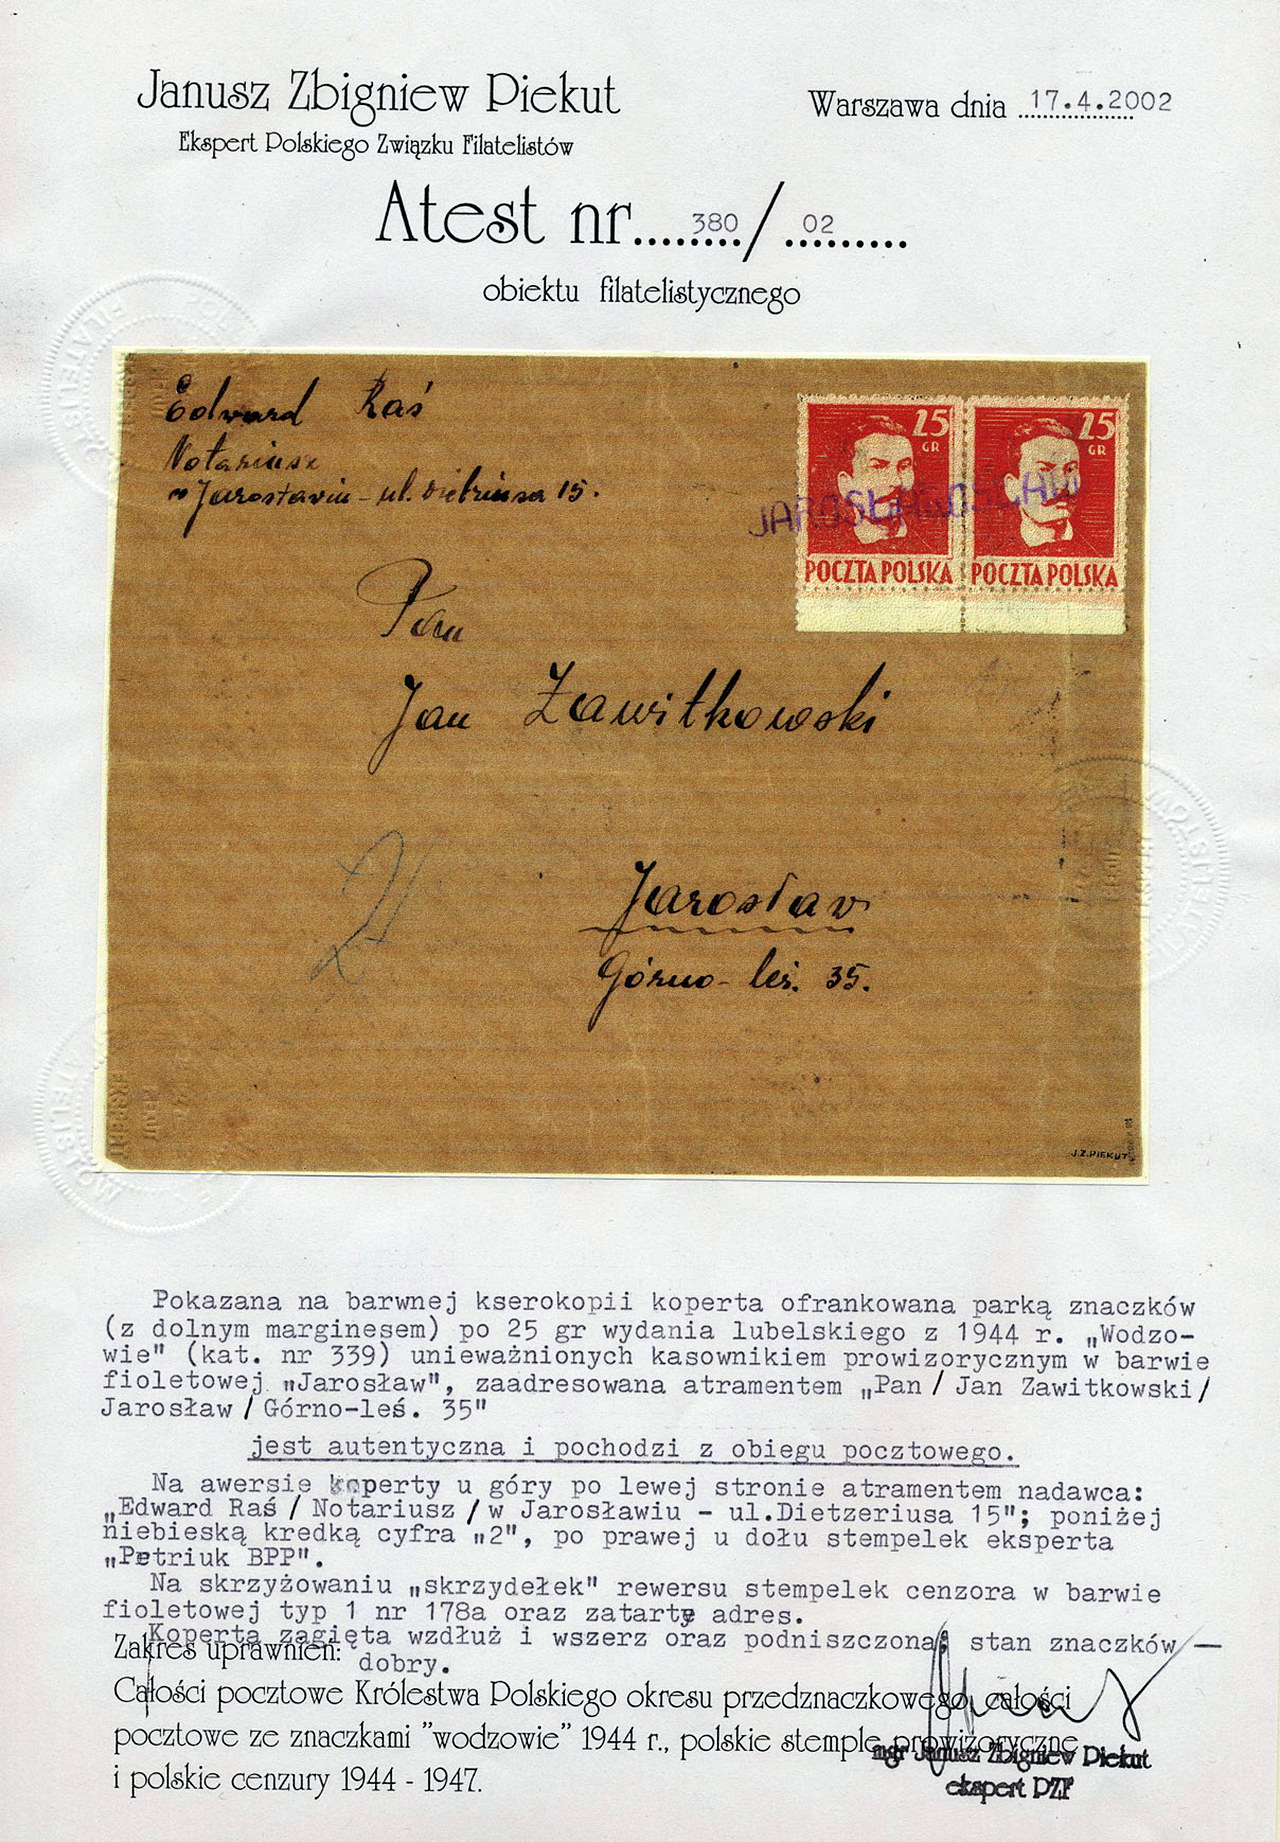 Janusz Zbigniew Piekut
Warszawa dnia 17.4.2002
Ekspert Polskiego Związku Filatelistów
Atest nr........380/..02.......
obiektu filatelistycznego
Edward Raś
Notariusz
w Jarosławiu - ul. 15.
25
GR
POCZTA POLSKA
25
GR
POCZTA POLSKA
JAROSŁAW
Pan
Jan Zawitkowski
2
Jarosław
Górno-leś. 35.
J.Z.PIEKUT
Pokazana na barwnej kserokopii koperta ofrankowana parką znaczków
(z dolnym marginesem) po 25 gr wydania lubelskiego z 1944 r. „Wodzo-
wie" (kat. nr 339) unieważnionych kasownikiem prowizorycznym w barwie
fioletowej „Jarosław", zaadresowana atramentem „Pan / Jan Zawitkowski/
Jarosław / Górno-leś. 35"
jest autentyczna i pochodzi z obiegu pocztowego.
Na awersie koperty u góry po lewej stronie atramentem nadawca:
„Edward Raś / Notariusz / w Jarosławiu - ul.Dietzeriusa 15"; poniżej
niebieską kredką cyfra „2", po prawej u dołu stempelek eksperta
„Petriuk BPP".
Na skrzyżowaniu „skrzydełek" rewersu stempelek cenzora w barwie
fioletowej typ 1 nr 178a oraz zatarty adres.
Koperta zagięta wzdłuż i wszerz oraz podniszczona; stan znaczków —
dobry.
Zakres uprawnień:
Całości pocztowe Królestwa Polskiego okresu przedznaczkowego, całości
pocztowe ze znaczkami "wodzowie" 1944 r., polskie stemple prowizoryczne
i polskie cenzury 1944 - 1947.
mgr Janusz Zbigniew Piekut
ekspert PZF